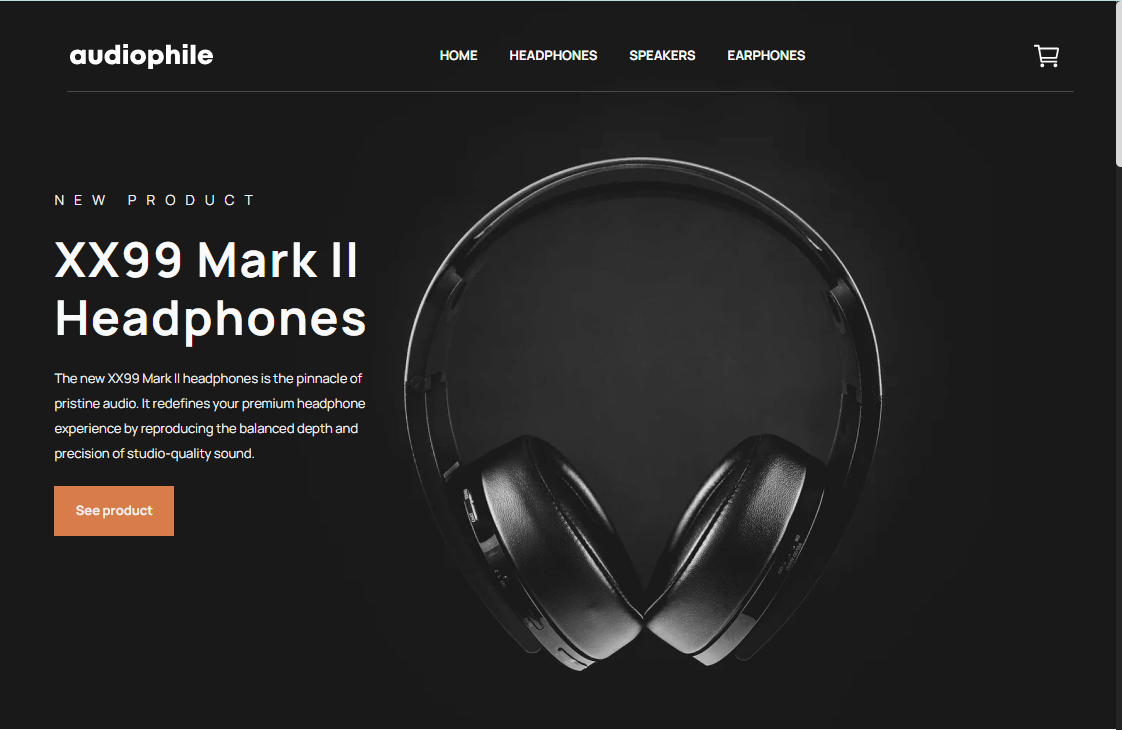 audiophile
HOME HEADPHONES SPEAKERS EARPHONES
NEW PRODUCT
XX99 Mark II
Headphones
The new XX99 Mark II headphones is the pinnacle of
pristine audio. It redefines your premium headphone
experience by reproducing the balanced depth and
precision of studio-quality sound.
See product